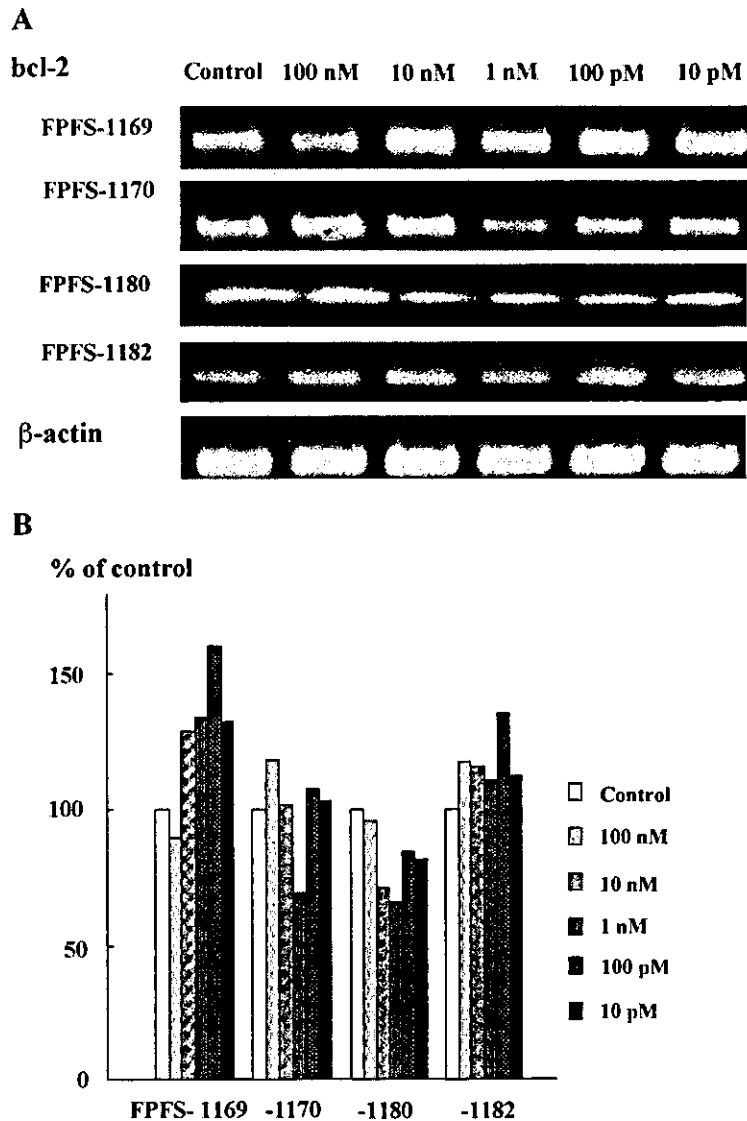 A
bcl-2 Control 100 nM 10 nM 1 nM 100 pM 10 pM
FPFS-1169
FPFS-1170
FPFS-1180
FPFS-1182
β-actin
B
% of control
150
100
50
0
FPFS- 1169 -1170 -1180 -1182
Control
100 nM
10 nM
1 nM
100 pM
10 pM